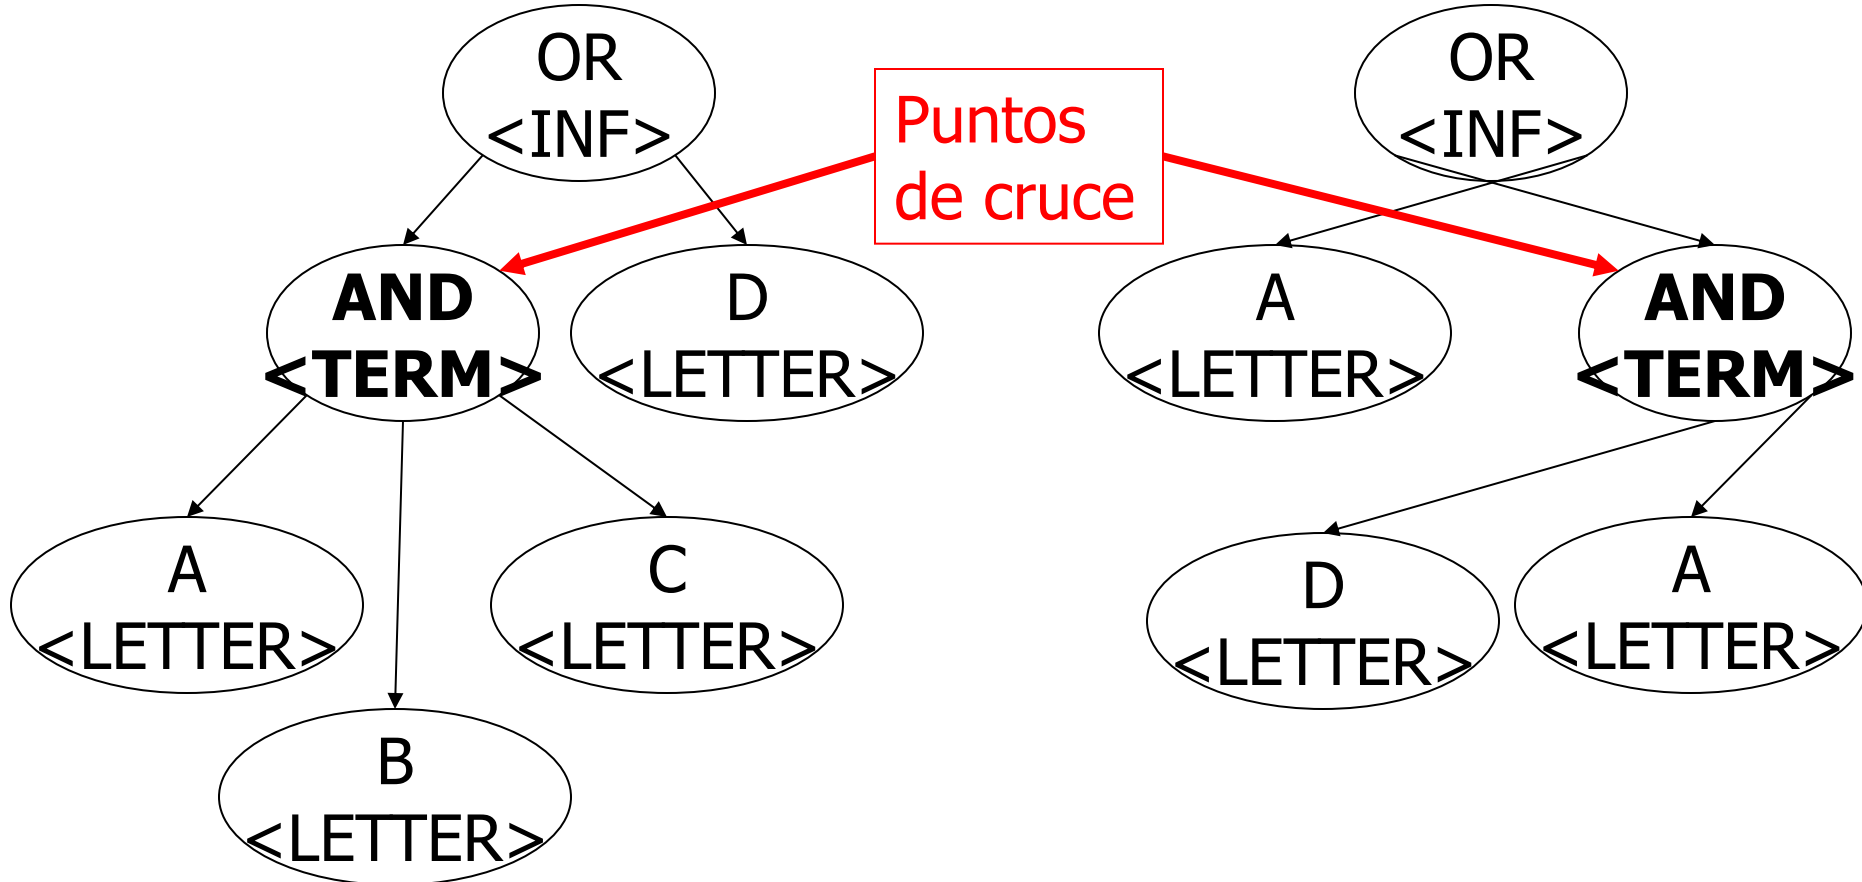 OR
<INF>
Puntos
de cruce
OR
<INF>
AND
<TERM>
D
<LETTER>
A
<LETTER>
AND
<TERM>
A
<LETTER>
C
<LETTER>
D
<LETTER>
A
<LETTER>
B
<LETTER>